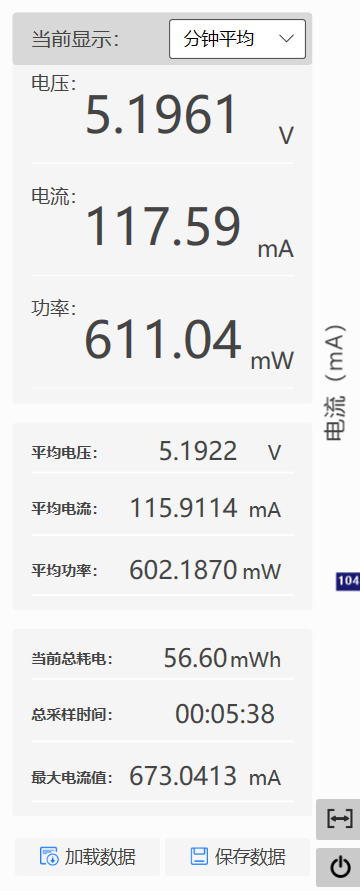 当前显示： 分钟平均
电压：
5.1961 V
电流：
117.59 mA
功率：
611.04 mW
电流（mA）
平均电压： 5.1922 V
平均电流： 115.9114 mA
平均功率： 602.1870 mW
104
当前总耗电： 56.60 mWh
总采样时间： 00:05:38
最大电流值： 673.0413 mA
加载数据 保存数据